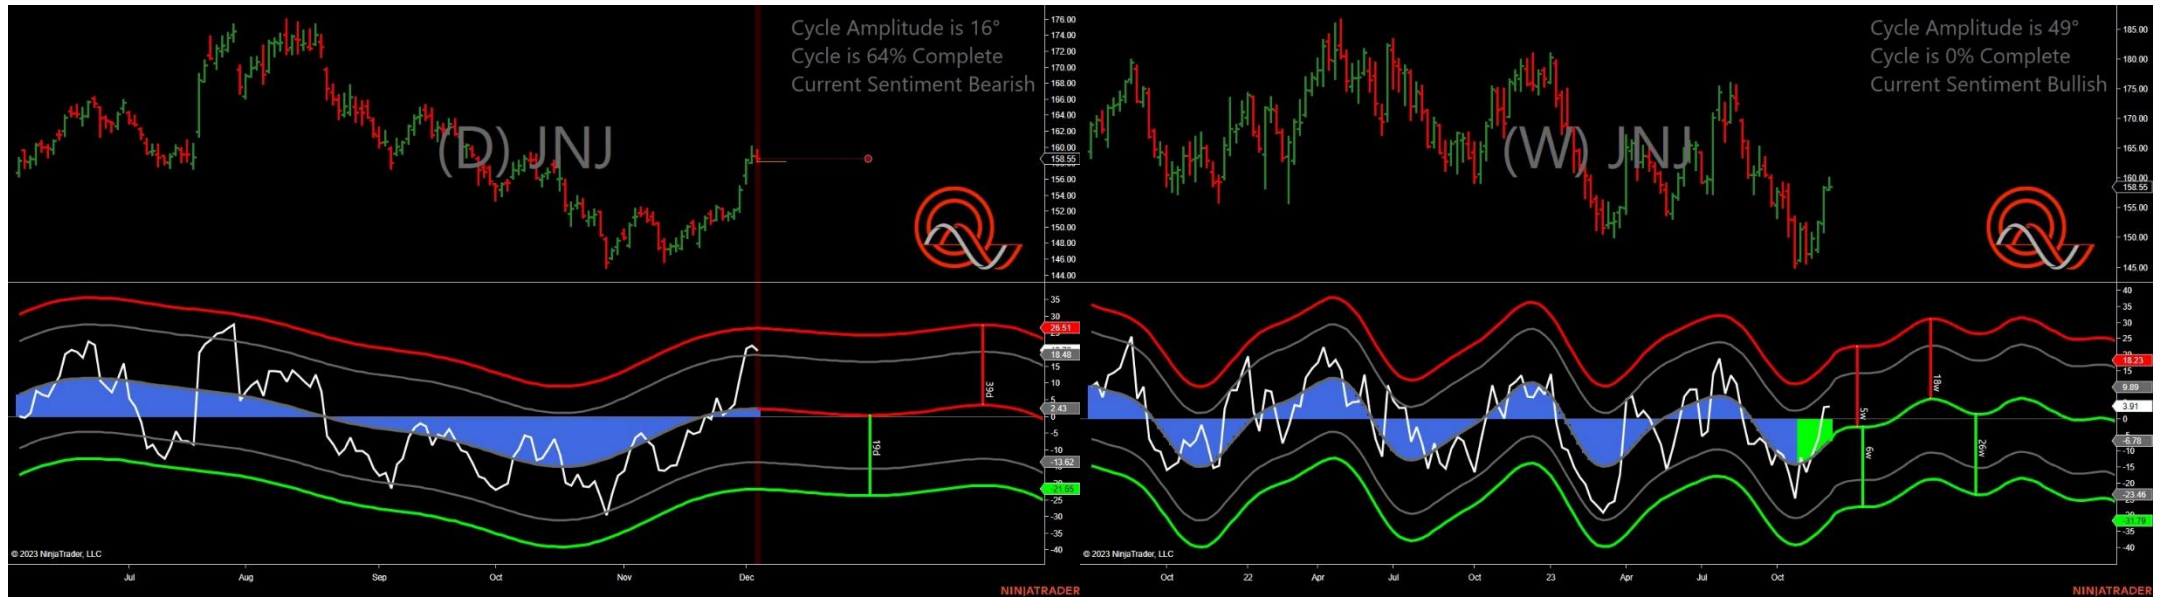 Cycle Amplitude is 16°
Cycle is 64% Complete
Current Sentiment Bearish
(D) JNJ
176.00
174.00
172.00
170.00
168.00
166.00
164.00
162.00
160.00
158.55
156.00
154.00
152.00
150.00
148.00
146.00
144.00
35
30
26.51
18.48
15
10
5
2.43
0
-5
-10
-13.62
-21.65
-25
-30
-35
-40
39d
19d
© 2023 NinjaTrader, LLC
Jul
Aug
Sep
Oct
Nov
Dec
NINJATRADER
Cycle Amplitude is 49°
Cycle is 0% Complete
Current Sentiment Bullish
(W) JNJ
185.00
180.00
175.00
170.00
165.00
160.00
158.55
155.00
150.00
145.00
40
35
30
25
18.23
15
9.89
3.91
0
-6.78
-10
-15
-20
-23.46
-31.79
-35
-40
5w
6w
18w
26w
© 2023 NinjaTrader, LLC
Oct
22
Apr
Jul
Oct
23
Apr
Jul
Oct
NINJATRADER